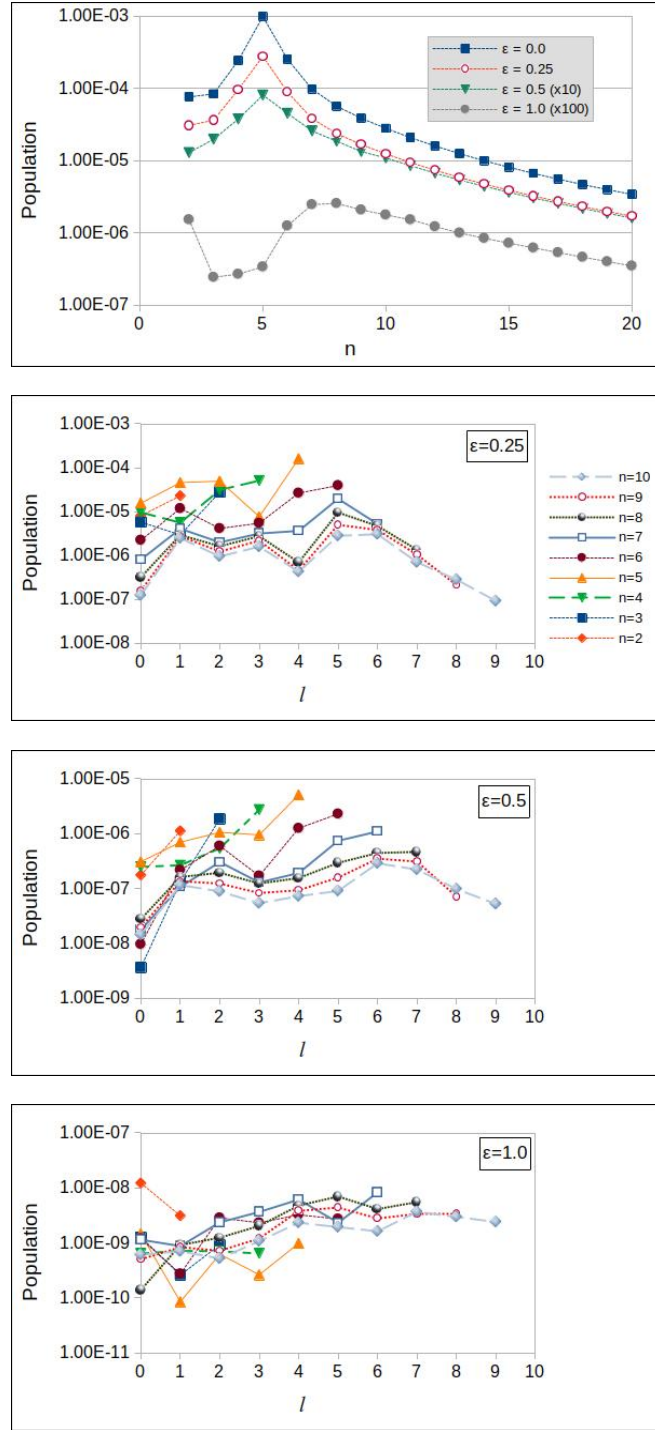 1.00E-03
1.00E-04
1.00E-05
1.00E-06
1.00E-07
Population
0 5 10 15 20
n
ε = 0.0
ε = 0.25
ε = 0.5 (x10)
ε = 1.0 (x100)
1.00E-03
1.00E-04
1.00E-05
1.00E-06
1.00E-07
1.00E-08
Population
0 1 2 3 4 5 6 7 8 9 10
l
ε=0.25
n=10
n=9
n=8
n=7
n=6
n=5
n=4
n=3
n=2
1.00E-05
1.00E-06
1.00E-07
1.00E-08
1.00E-09
Population
0 1 2 3 4 5 6 7 8 9 10
l
ε=0.5
1.00E-07
1.00E-08
1.00E-09
1.00E-10
1.00E-11
Population
0 1 2 3 4 5 6 7 8 9 10
l
ε=1.0